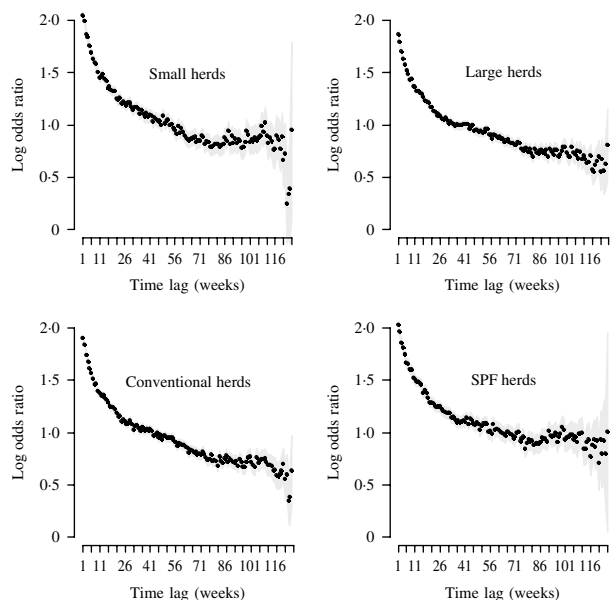 2·0
1·5
1·0
0·5
0
Log odds ratio
Small herds
1 11 26 41 56 71 86 101 116
Time lag (weeks)
2·0
1·5
1·0
0·5
0
Log odds ratio
Large herds
1 11 26 41 56 71 86 101 116
Time lag (weeks)
2·0
1·5
1·0
0·5
0
Log odds ratio
Conventional herds
1 11 26 41 56 71 86 101 116
Time lag (weeks)
2·0
1·5
1·0
0·5
0
Log odds ratio
SPF herds
1 11 26 41 56 71 86 101 116
Time lag (weeks)